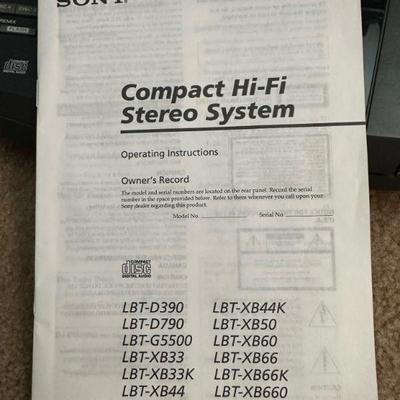 SONY
Compact Hi-Fi
Stereo System
Operating Instructions
Owner's Record
The model and serial numbers are located on the rear panel. Record the serial
number in the space provided below. Refer to them whenever you call upon your
Sony dealer regarding this product.
Model No. Serial No.
COMPACT
disc
DIGITAL AUDIO
LBT-D390 LBT-XB44K
LBT-D790 LBT-XB50
LBT-G5500 LBT-XB60
LBT-XB33 LBT-XB66
LBT-XB33K LBT-XB66K
LBT-XB44 LBT-XB660